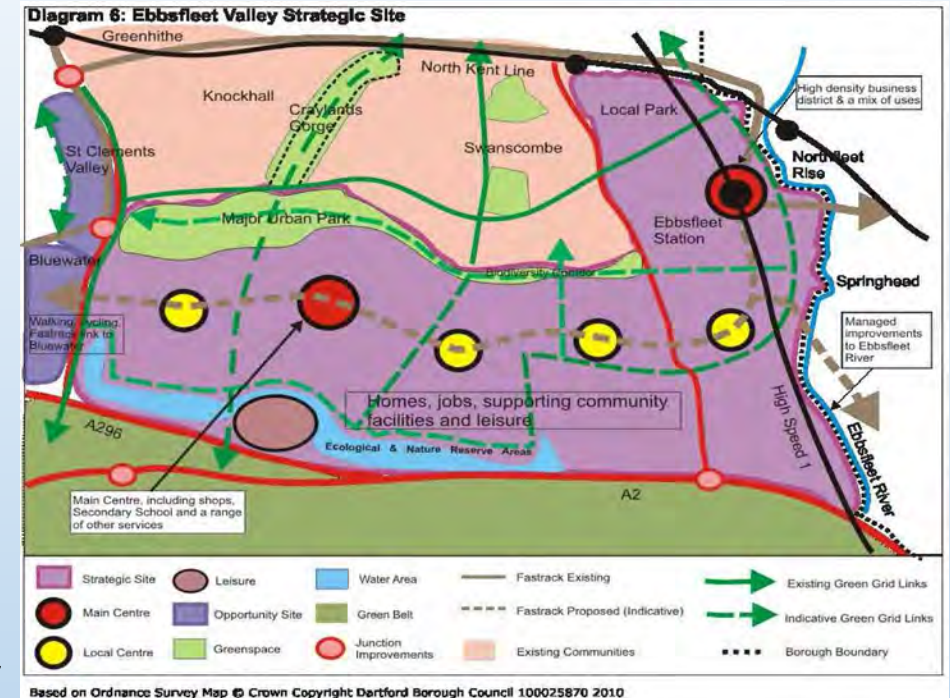 Diagram 6: Ebbsfleet Valley Strategic Site
Greenhithe
North Kent Line
Knockhall
Craylands
Gorge
Local Park
High density business
district & a mix of uses
St Clements
Valley
Swanscombe
Northfleet
Rise
Major Urban Park
Ebbsfleet
Station
Bluewater
Biodiversity Corridor
Springhead
Walking, cycling,
Fastrack link to
Bluewater
Managed
improvements
to Ebbsfleet
River
Homes, jobs, supporting community
facilities and leisure
High Speed 1
A296
Ecological & Nature Reserve Areas
Ebbsfleet River
Main Centre, including shops,
Secondary School and a range
of other services
A2
Strategic Site
Leisure
Water Area
Fastrack Existing
Existing Green Grid Links
Main Centre
Opportunity Site
Green Belt
Fastrack Proposed (Indicative)
Indicative Green Grid Links
Local Centre
Greenspace
Junction
Improvements
Existing Communities
Borough Boundary
Based on Ordnance Survey Map © Crown Copyright Dartford Borough Council 100025870 2010